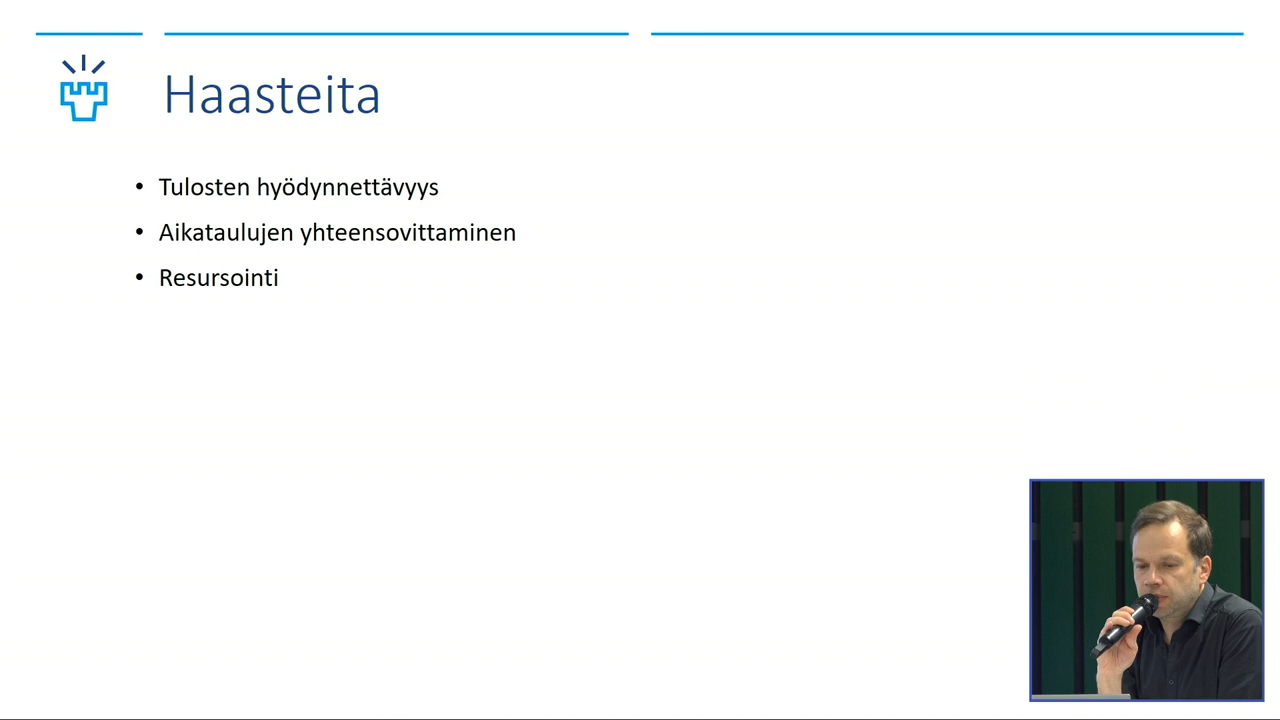 Haasteita
• Tulosten hyödynnettävyys
• Aikataulujen yhteensovittaminen
• Resursointi